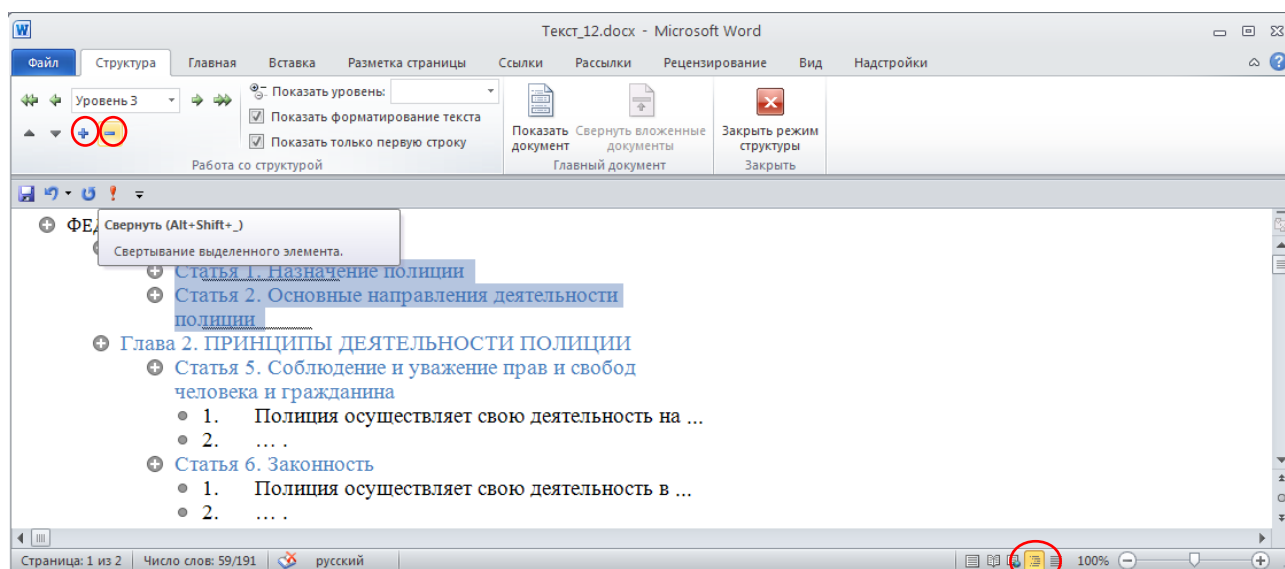 Текст_12.docx - Microsoft Word
Файл Структура Главная Вставка Разметка страницы Ссылки Рассылки Рецензирование Вид Надстройки
Уровень 3
Показать уровень:
Показать форматирование текста
Показать только первую строку
Работа со структурой
Показать документ
Свернуть вложенные документы
Главный документ
Закрыть режим структуры
Закрыть
Свернуть (Alt+Shift+_)
Свертывание выделенного элемента.
ФЕД
Статья 1. Назначение полиции
Статья 2. Основные направления деятельности
полиции
Глава 2. ПРИНЦИПЫ ДЕЯТЕЛЬНОСТИ ПОЛИЦИИ
Статья 5. Соблюдение и уважение прав и свобод
человека и гражданина
1. Полиция осуществляет свою деятельность на ...
2. … .
Статья 6. Законность
1. Полиция осуществляет свою деятельность в ...
2. … .
Страница: 1 из 2 Число слов: 59/191 русский 100%